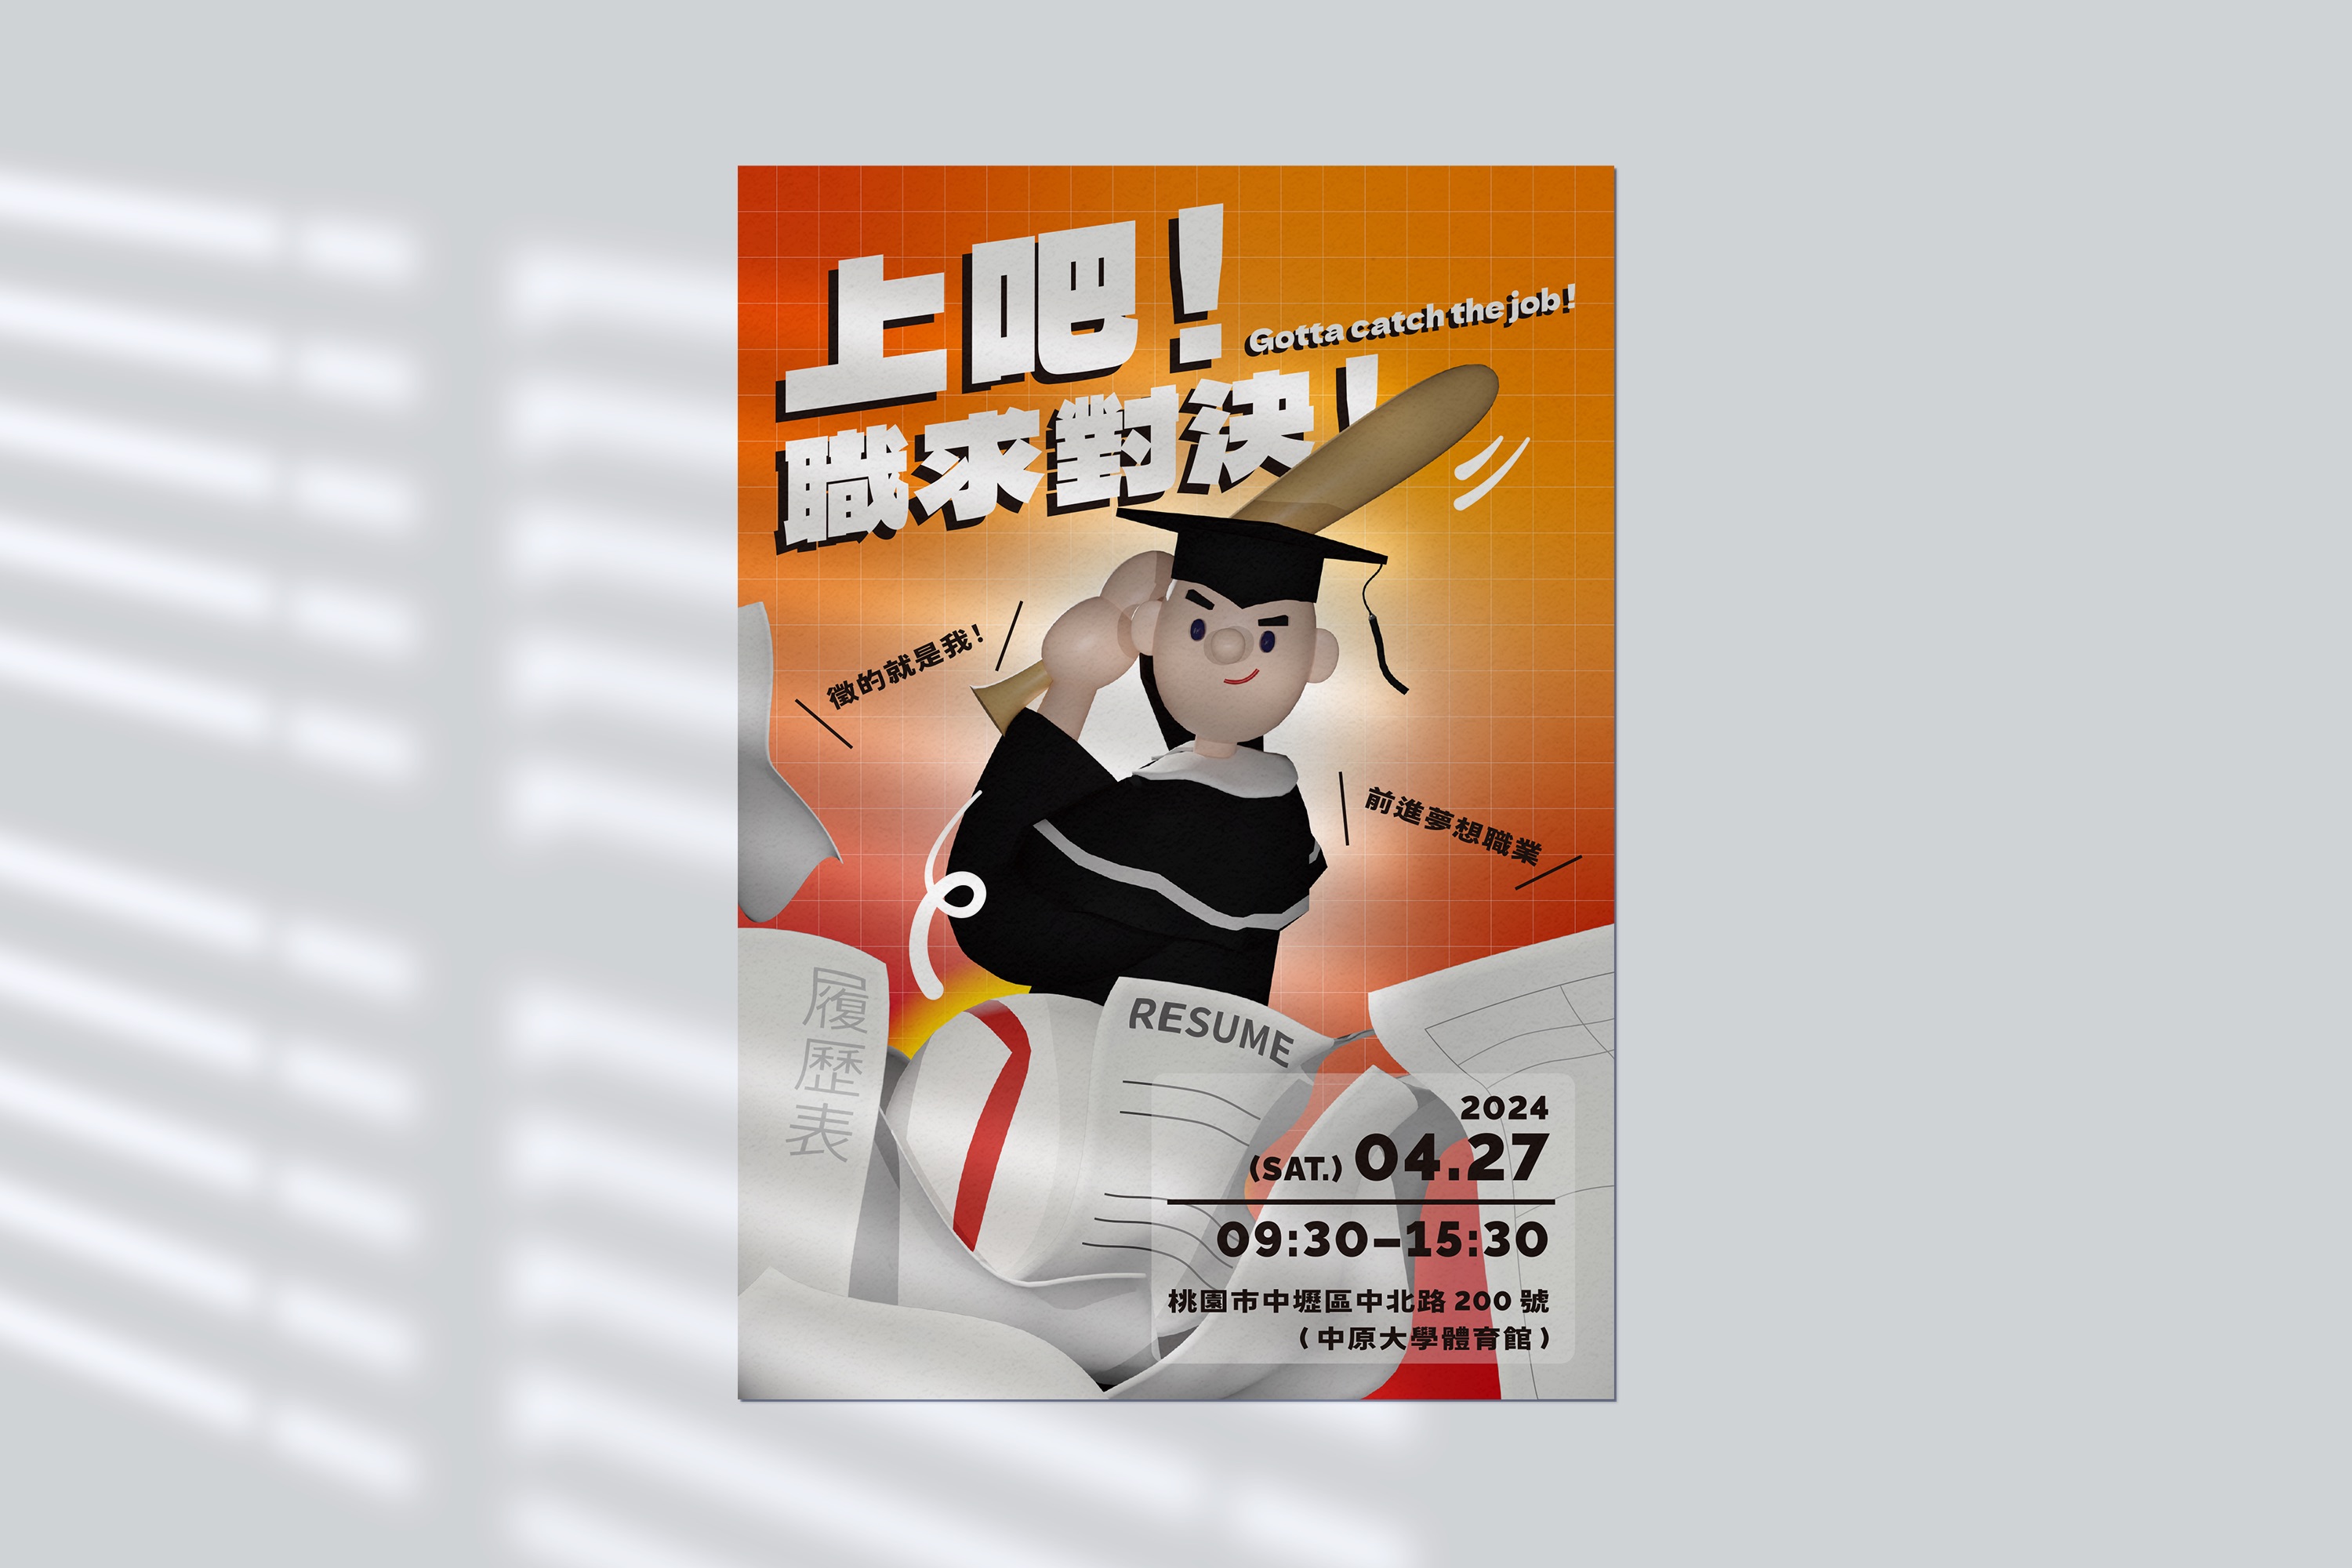 上吧！
Gotta catch the job!
職求對決！
徵的就是我！
前進夢想職業
履歷表
RESUME
2024
(SAT.) 04.27
09:30–15:30
桃園市中壢區中北路 200 號
（中原大學體育館）